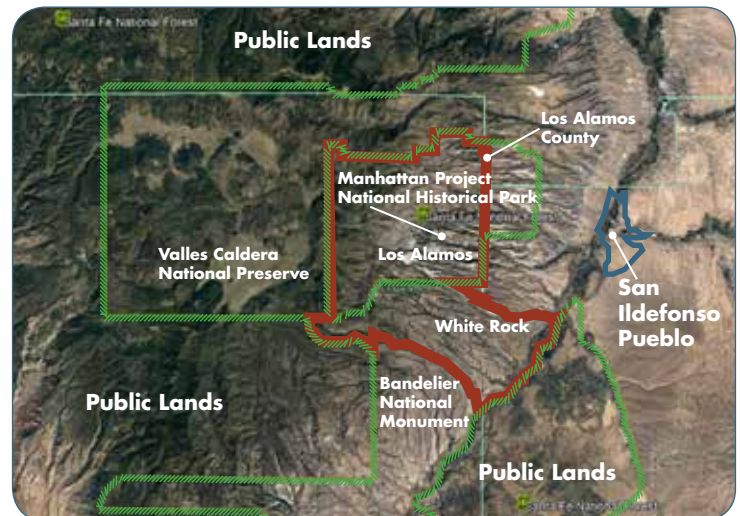 Santa Fe National Forest
Public Lands
Los Alamos
County
Manhattan Project
National Historical Park
Santa Fe National Forest
Valles Caldera
National Preserve
Los Alamos
San
Ildefonso
Pueblo
White Rock
Bandelier
National
Monument
Public Lands
Public Lands
Santa Fe National Forest